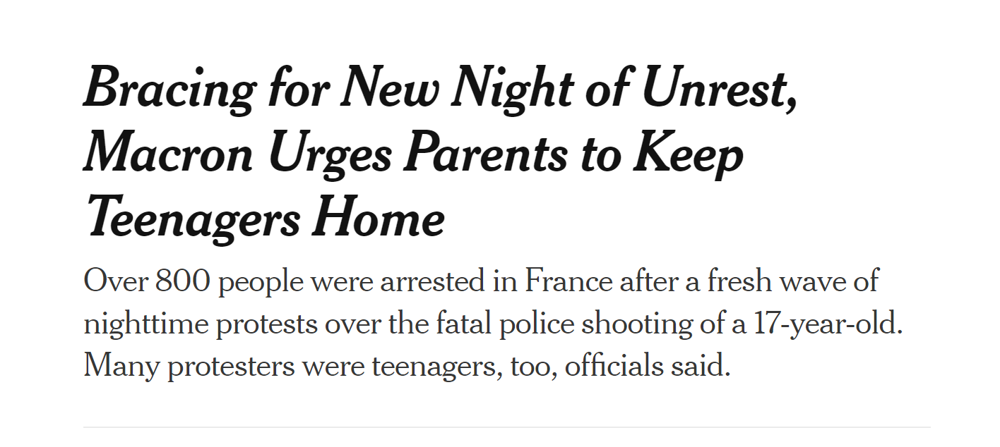 Bracing for New Night of Unrest,
Macron Urges Parents to Keep
Teenagers Home
Over 800 people were arrested in France after a fresh wave of
nighttime protests over the fatal police shooting of a 17-year-old.
Many protesters were teenagers, too, officials said.